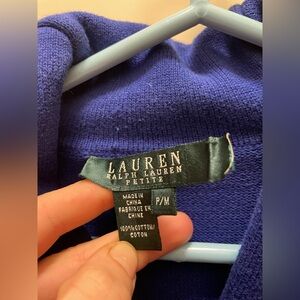 LAUREN
RALPH LAUREN
PETITE
MADE IN
CHINA
FABRIQUÉ EN
CHINE
P/M
100% COTTON/
COTON